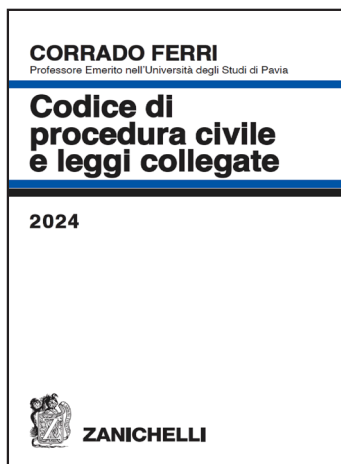 CORRADO FERRI
Professore Emerito nell'Università degli Studi di Pavia
Codice di
procedura civile
e leggi collegate
2024
ZANICHELLI